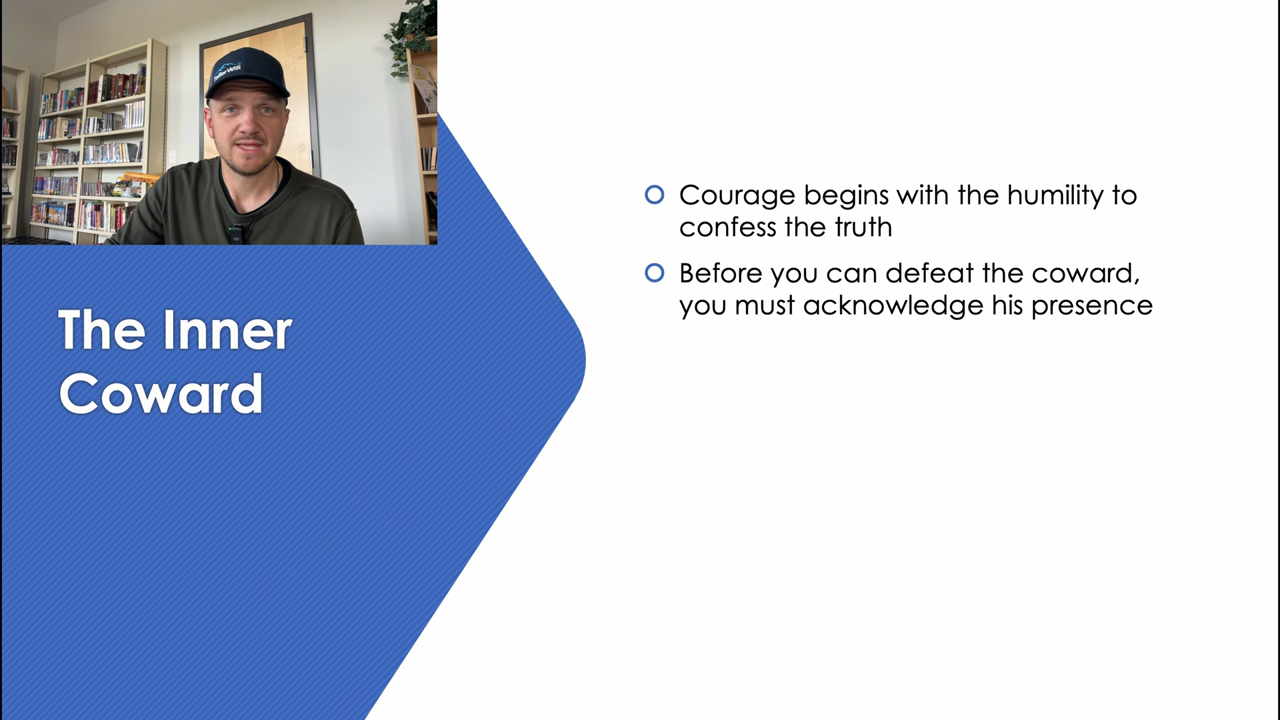 The Inner
Coward
Courage begins with the humility to
confess the truth
Before you can defeat the coward,
you must acknowledge his presence